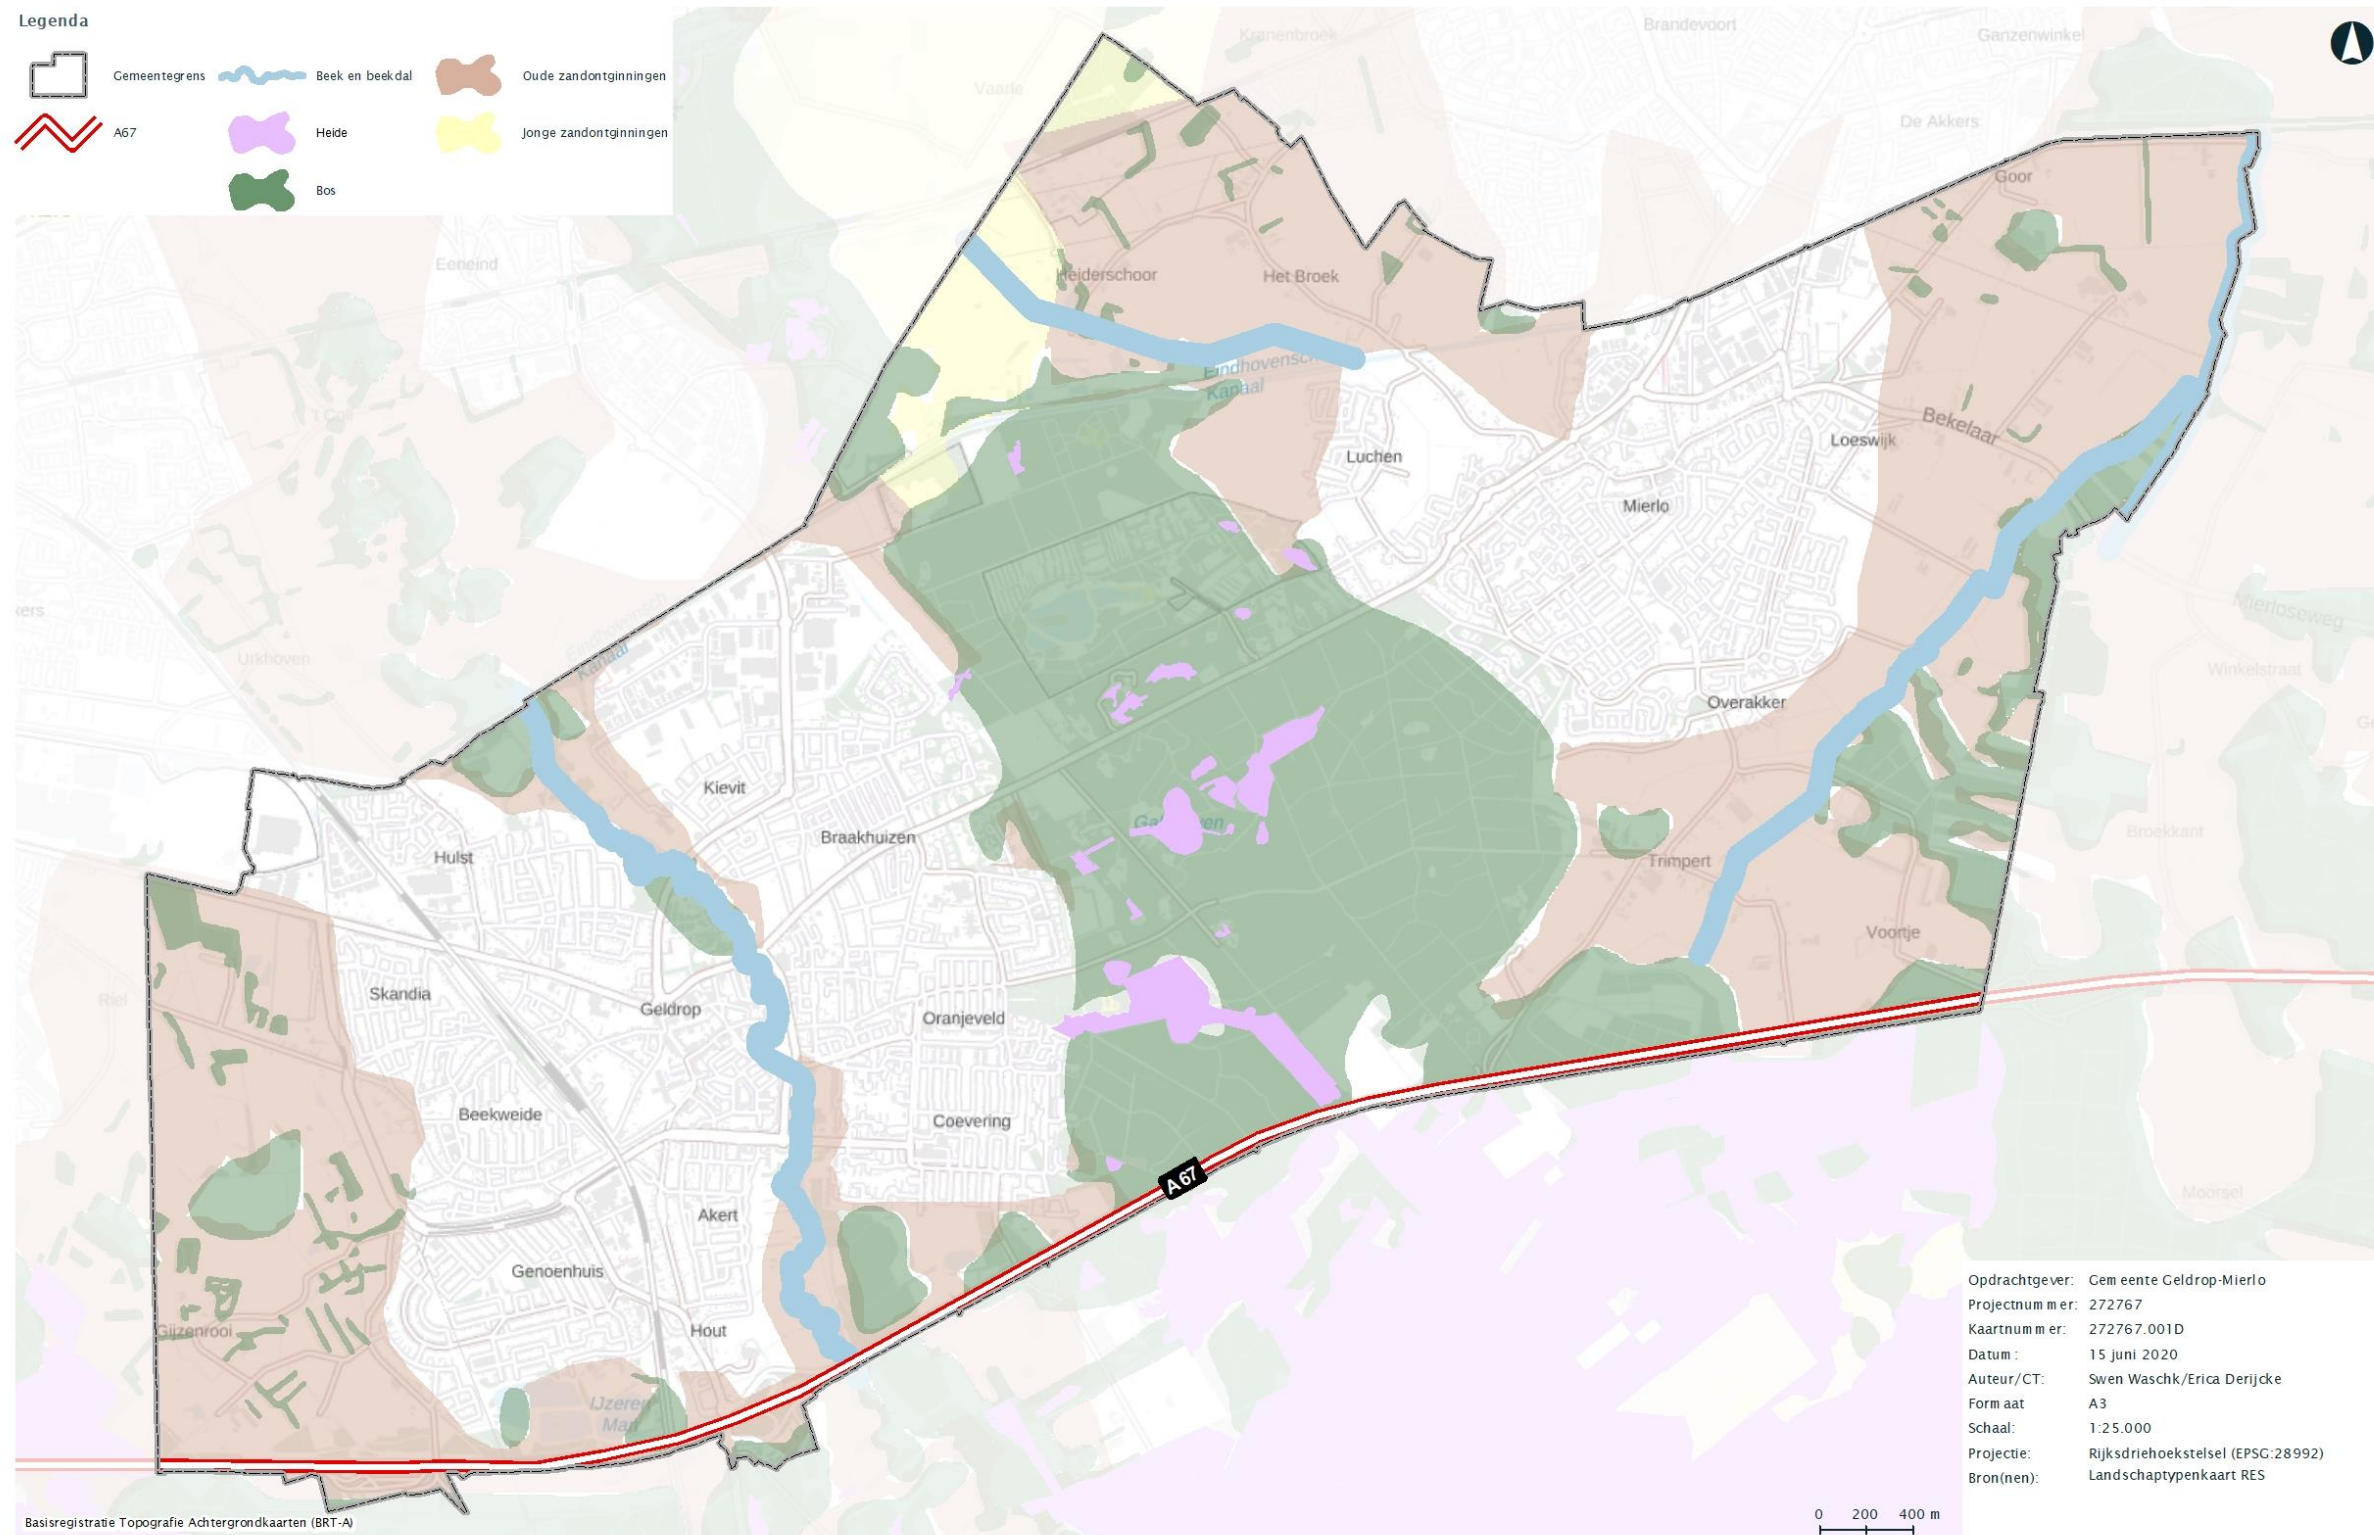 Legenda
Gemeentegrens
Beek en beekdal
Oude zandontginningen
A67
Heide
Jonge zandontginningen
Bos
Kranenbroek
Brandevoort
Ganzenwinkel
Vaarle
De Akkers
Goor
Eeneind
Heiderschoor
Het Broek
Eindhovensch
Kanaal
Luchen
Loeswijk
Bekelaar
Mierlo
Mierloseweg
Urkhoven
Kanaal
Winkelstraat
Overakker
Kievit
Braakhuizen
Hulst
Broekkant
Trimpert
Voortje
Riel
Skandia
Geldrop
Oranjeveld
Beekweide
Coevering
A67
Moorsel
Akert
Genoenhuis
Gijzenrooi
Hout
IJzeren
Man
Opdrachtgever: Gemeente Geldrop-Mierlo
Projectnummer: 272767
Kaartnummer: 272767.001D
Datum: 15 juni 2020
Auteur/CT: Swen Waschk/Erica Derijcke
Formaat A3
Schaal: 1:25.000
Projectie: Rijksdriehoekstelsel (EPSG:28992)
Bron(nen): Landschaptypenkaart RES
0 200 400 m
Basisregistratie Topografie Achtergrondkaarten (BRT-A)